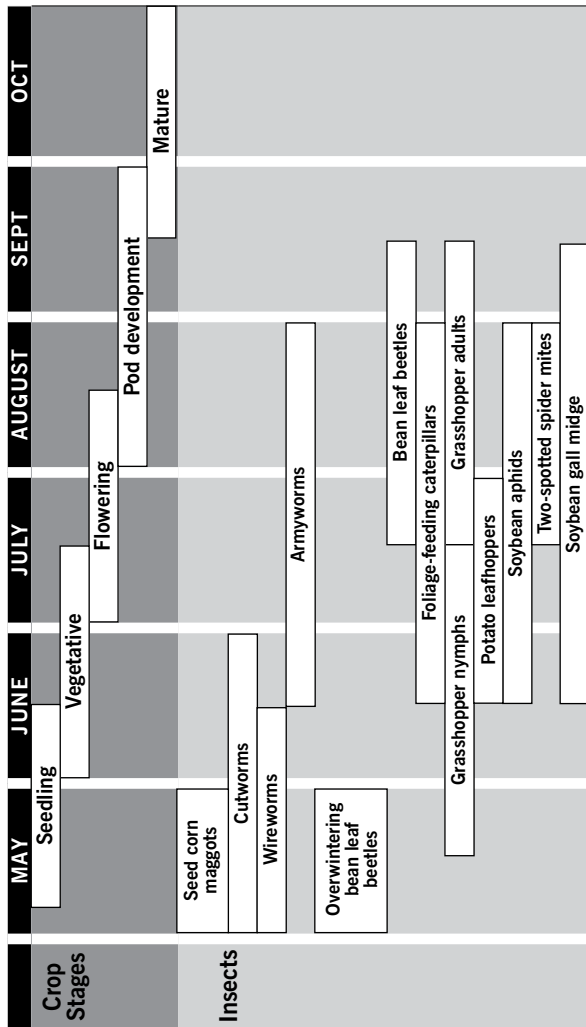 MAY
JUNE
JULY
AUGUST
SEPT
OCT
Crop
Stages
Seedling
Vegetative
Flowering
Pod development
Mature
Insects
Seed corn
maggots
Cutworms
Wireworms
Armyworms
Overwintering
bean leaf
beetles
Bean leaf beetles
Foliage-feeding caterpillars
Grasshopper nymphs
Grasshopper adults
Potato leafhoppers
Soybean aphids
Two-spotted spider mites
Soybean gall midge